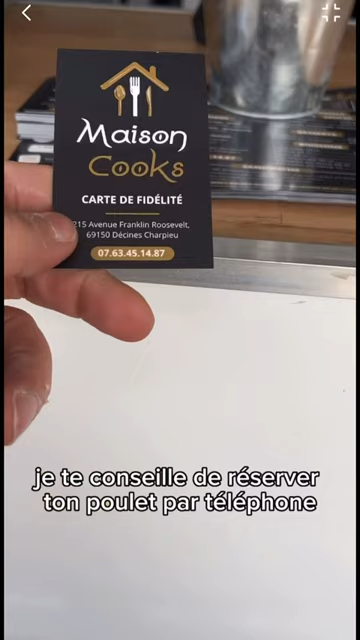 Maison
Cooks
CARTE DE FIDÉLITÉ
215 Avenue Franklin Roosevelt,
69150 Décines Charpieu
07.63.45.14.87
je te conseille de réserver
ton poulet par téléphone